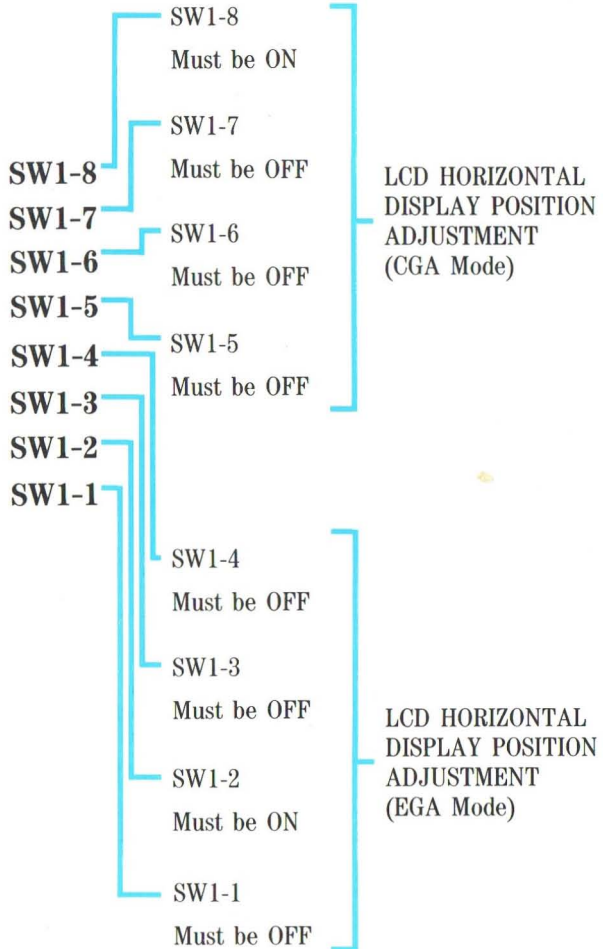 SW1-8
SW1-7
SW1-6
SW1-5
SW1-4
SW1-3
SW1-2
SW1-1
SW1-8
Must be ON
SW1-7
Must be OFF
SW1-6
Must be OFF
SW1-5
Must be OFF
LCD HORIZONTAL
DISPLAY POSITION
ADJUSTMENT
(CGA Mode)
SW1-4
Must be OFF
SW1-3
Must be OFF
SW1-2
Must be ON
SW1-1
Must be OFF
LCD HORIZONTAL
DISPLAY POSITION
ADJUSTMENT
(EGA Mode)